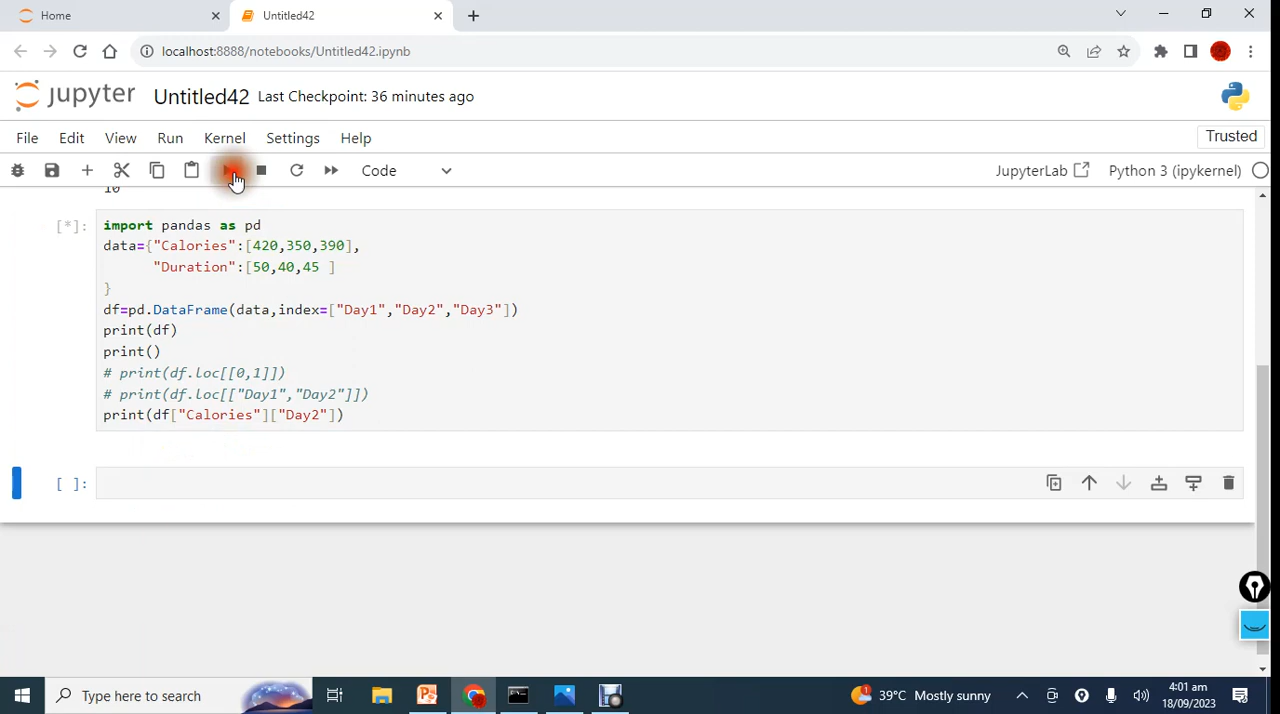 Home
Untitled42
localhost:8888/notebooks/Untitled42.ipynb
jupyter Untitled42 Last Checkpoint: 36 minutes ago
File Edit View Run Kernel Settings Help
Trusted
Code
JupyterLab
Python 3 (ipykernel)
10
[*]: import pandas as pd
data={"Calories":[420,350,390],
"Duration":[50,40,45 ]
}
df=pd.DataFrame(data,index=["Day1","Day2","Day3"])
print(df)
print()
# print(df.loc[[0,1]])
# print(df.loc[["Day1","Day2"]])
print(df["Calories"]["Day2"])
[ ]:
Type here to search
1
39°C Mostly sunny
4:01 am
18/09/2023